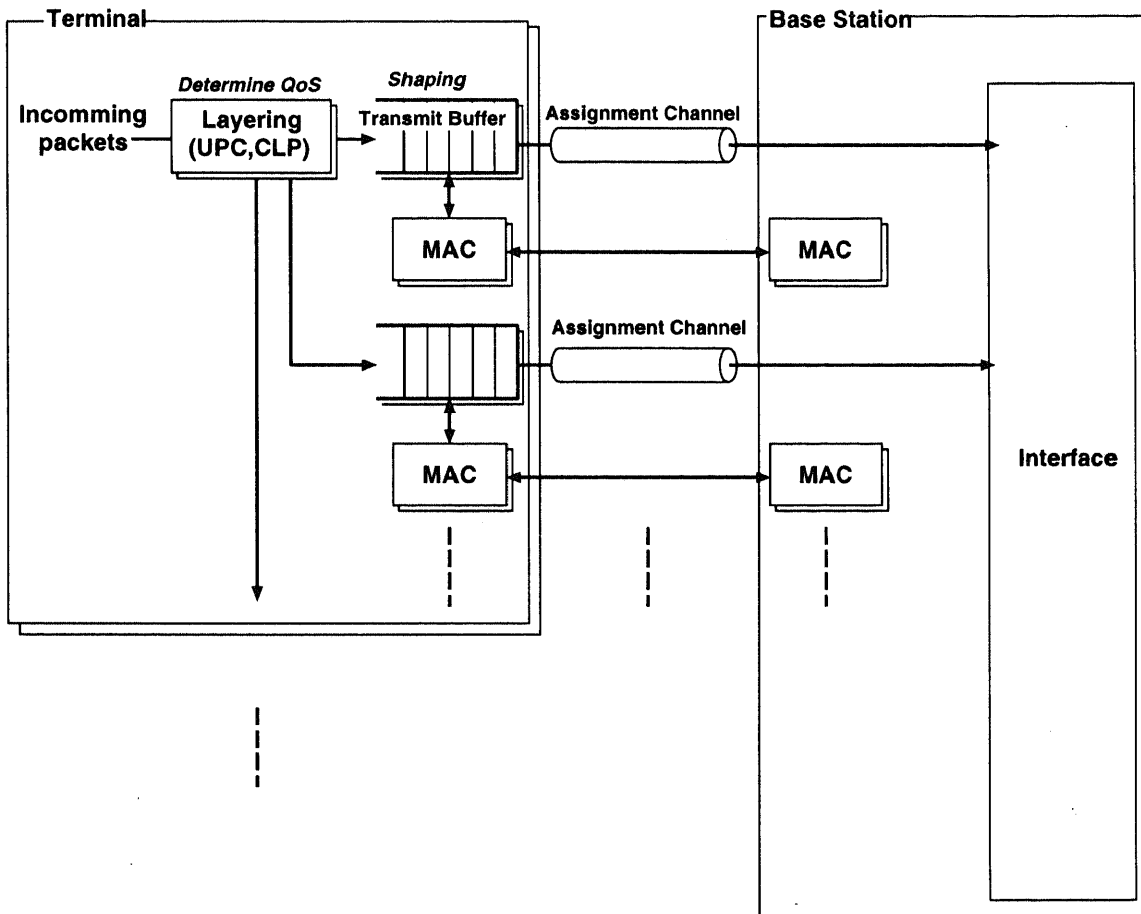 Terminal
Base Station
Determine QoS
Shaping
Incomming
packets
Layering
(UPC,CLP)
Transmit Buffer
Assignment Channel
MAC
MAC
Assignment Channel
MAC
MAC
Interface